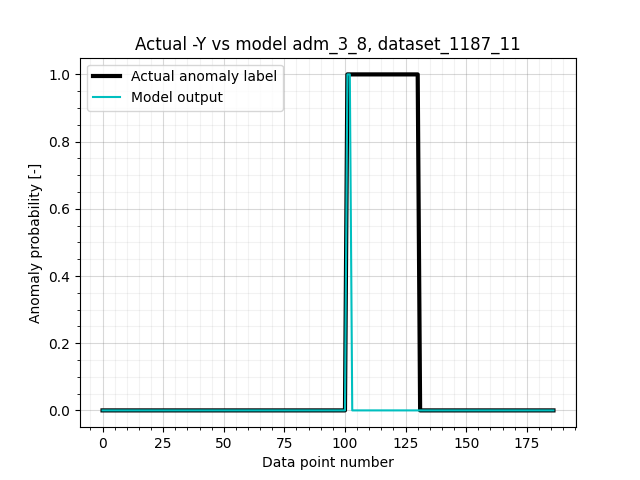 Actual -Y vs model adm_3_8, dataset_1187_11
Actual anomaly label
Model output
Anomaly probability [-]
1.0
0.8
0.6
0.4
0.2
0.0
0 25 50 75 100 125 150 175
Data point number